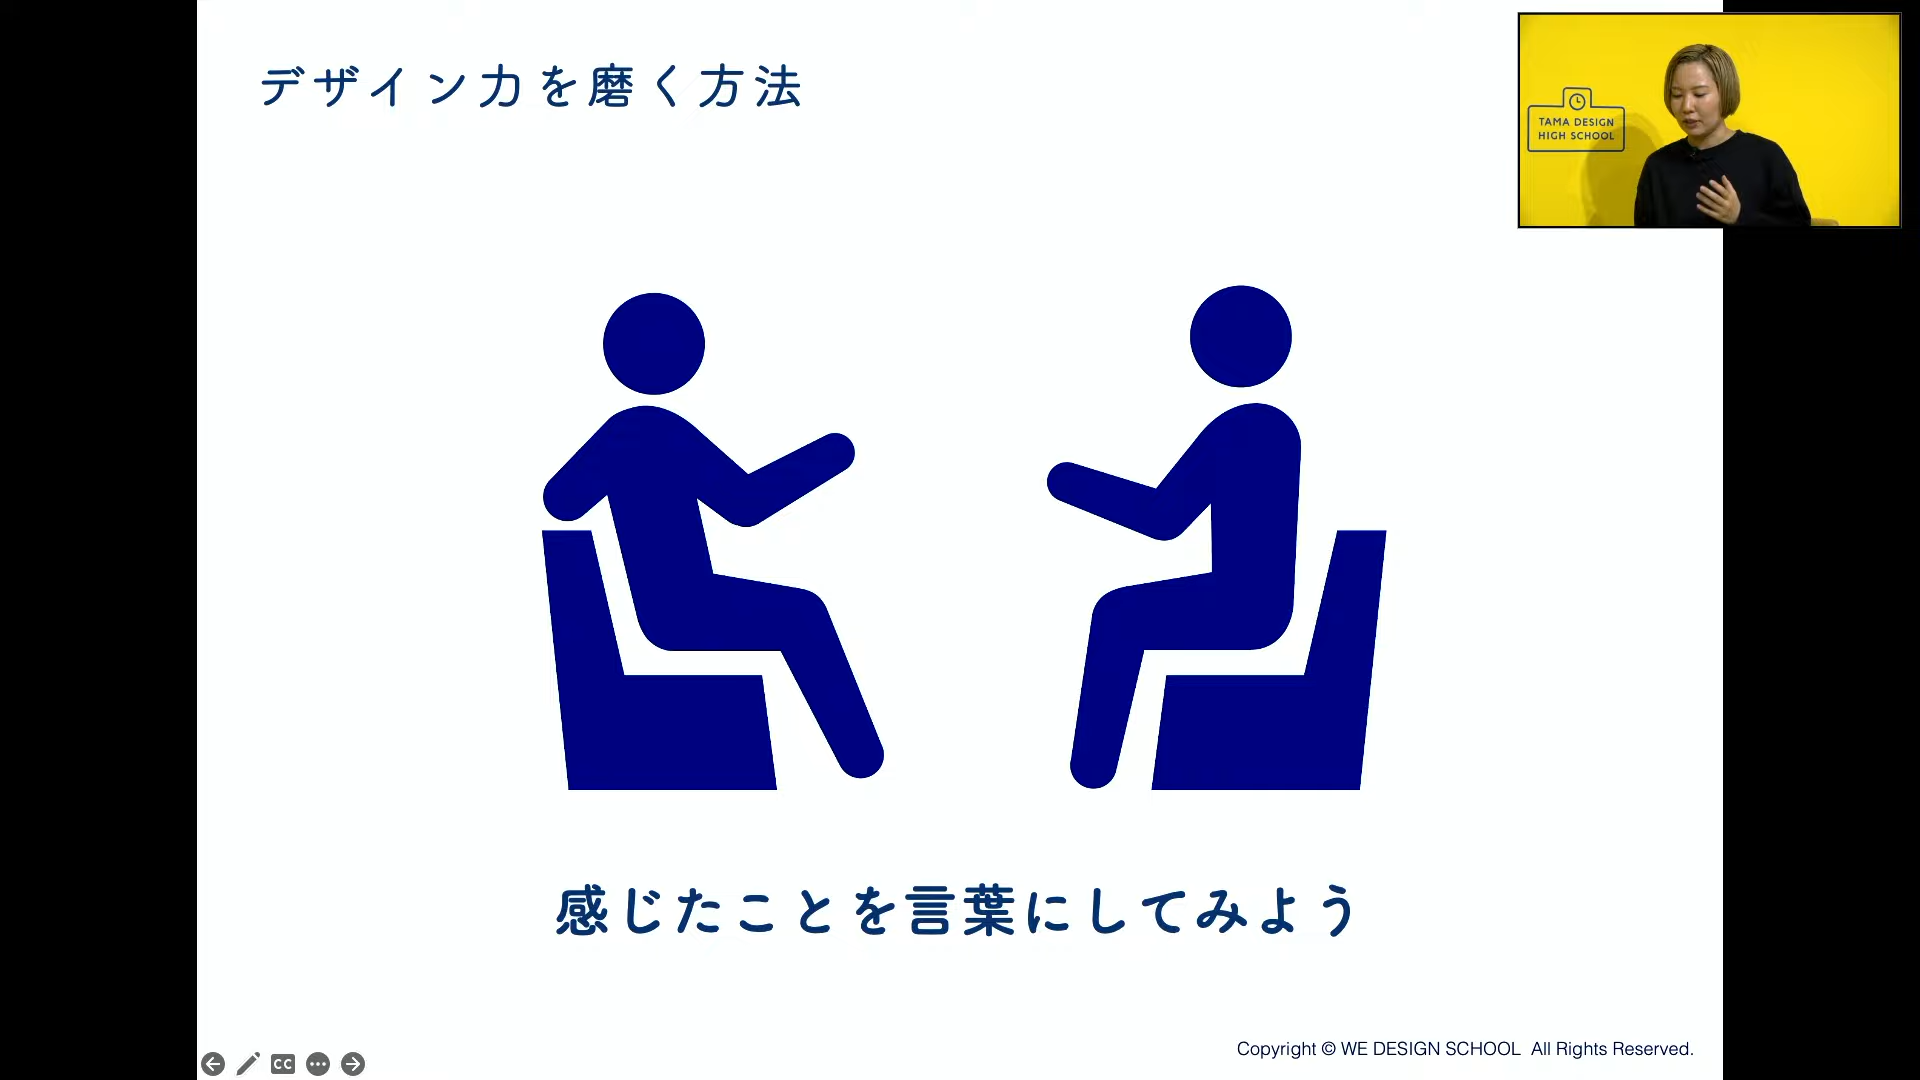 デザイン力を磨く方法
TAMA DESIGN
HIGH SCHOOL
感じたことを言葉にしてみよう
Copyright © WE DESIGN SCHOOL All Rights Reserved.
CC